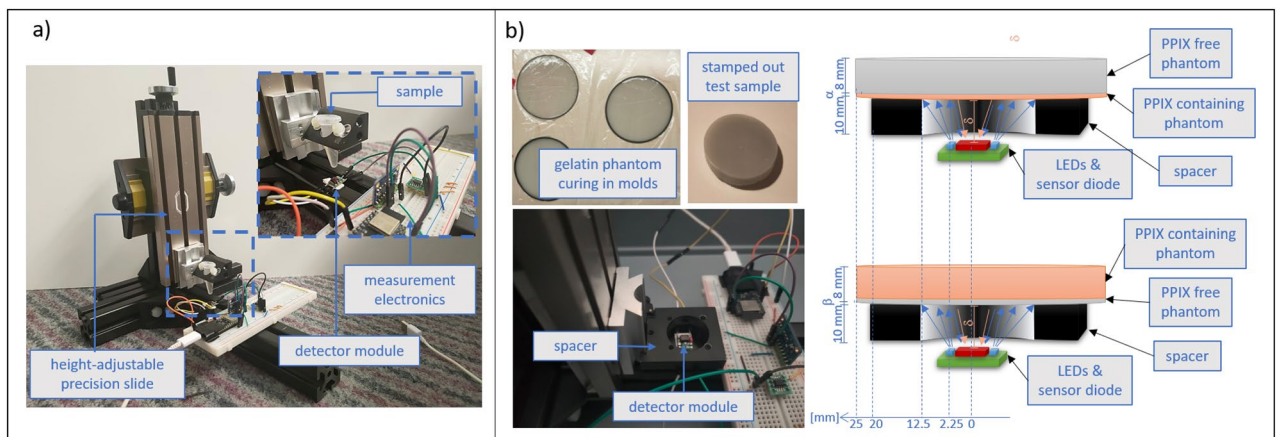 a)
sample
measurement
electronics
detector module
height-adjustable
precision slide
b)
gelatin phantom
curing in molds
stamped out
test sample
spacer
detector module
δ
PPIX free
phantom
PPIX containing
phantom
LEDs &
sensor diode
spacer
α
8 mm
10 mm
δ
PPIX containing
phantom
PPIX free
phantom
LEDs &
sensor diode
spacer
β
8 mm
10 mm
δ
[mm]
25 20 12.5 2.25 0